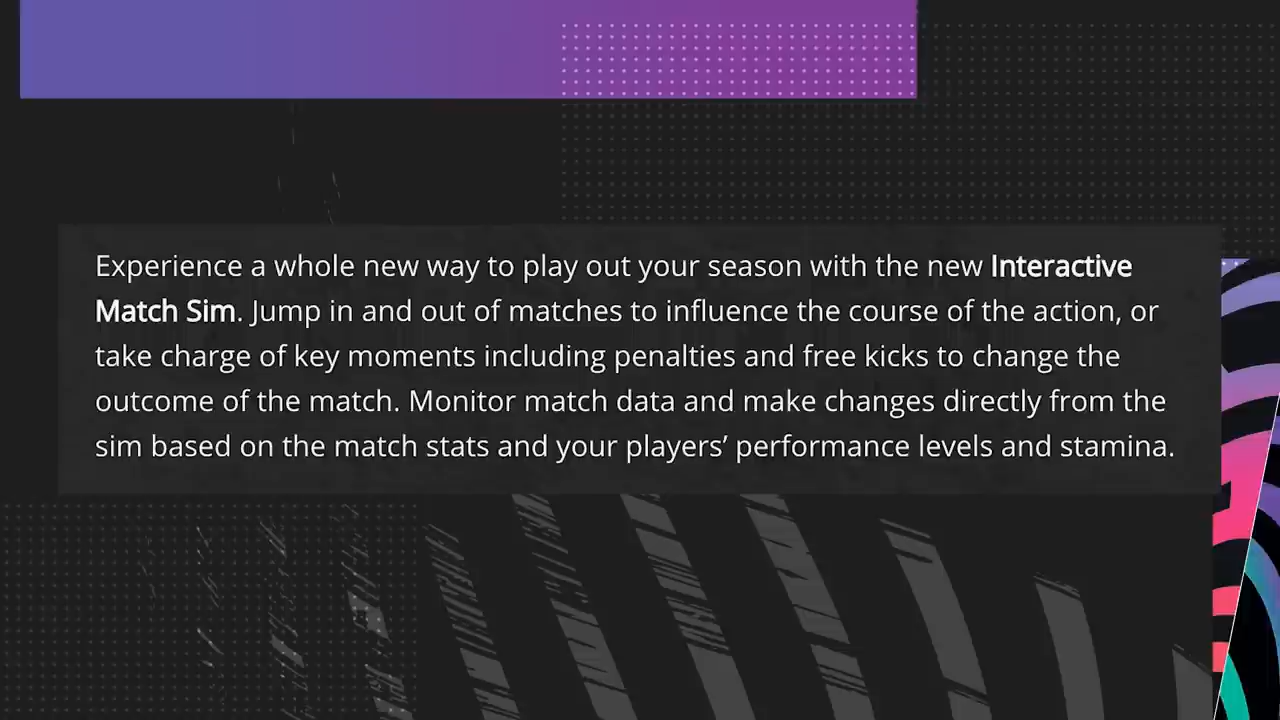 Experience a whole new way to play out your season with the new Interactive
Match Sim. Jump in and out of matches to influence the course of the action, or
take charge of key moments including penalties and free kicks to change the
outcome of the match. Monitor match data and make changes directly from the
sim based on the match stats and your players’ performance levels and stamina.